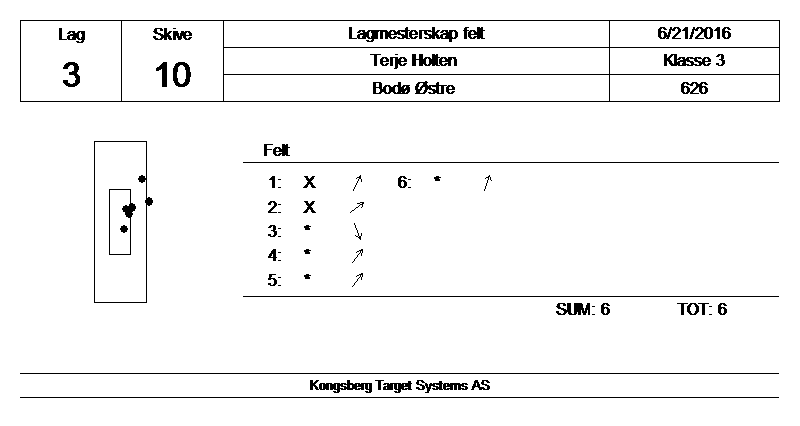 Lag Skive Lagmesterskap felt 6/21/2016
3 10 Terje Holten Klasse 3
Bodø Østre 626
Felt
1: X ↗ 6: * ↗
2: X ↗
3: * ↘
4: * ↗
5: * ↗
SUM: 6 TOT: 6
Kongsberg Target Systems AS